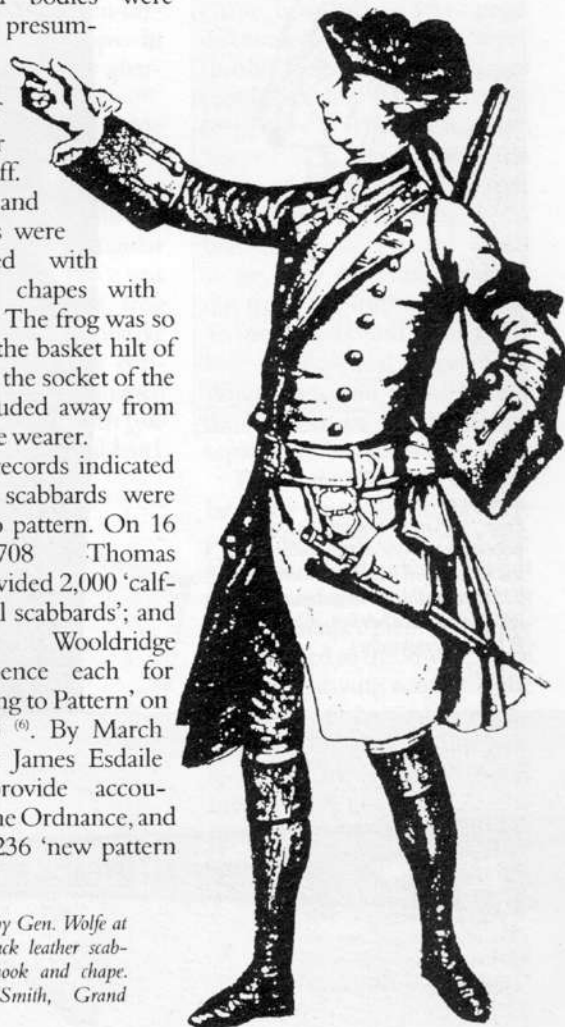 bodies were
presum-
r
ff.
and
s were
ed with
chapes with
The frog was so
the basket hilt of
the socket of the
uded away from
e wearer.
records indicated
scabbards were
o pattern. On 16
708 Thomas
vided 2,000 'calf-
l scabbards'; and
Wooldridge
ence each for
ng to Pattern' on
(6). By March
James Esdaile
rovide accou-
ne Ordnance, and
236 'new pattern
by Gen. Wolfe at
ck leather scab-
ook and chape.
Smith, Grand